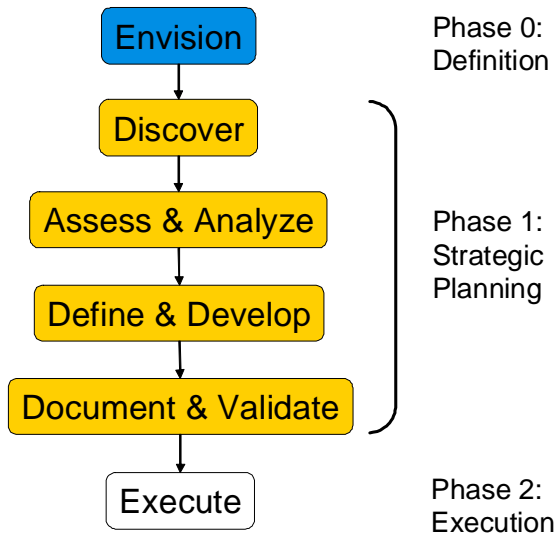 Envision
Phase 0:
Definition
Discover
Assess & Analyze
Phase 1:
Strategic
Planning
Define & Develop
Document & Validate
Execute
Phase 2:
Execution